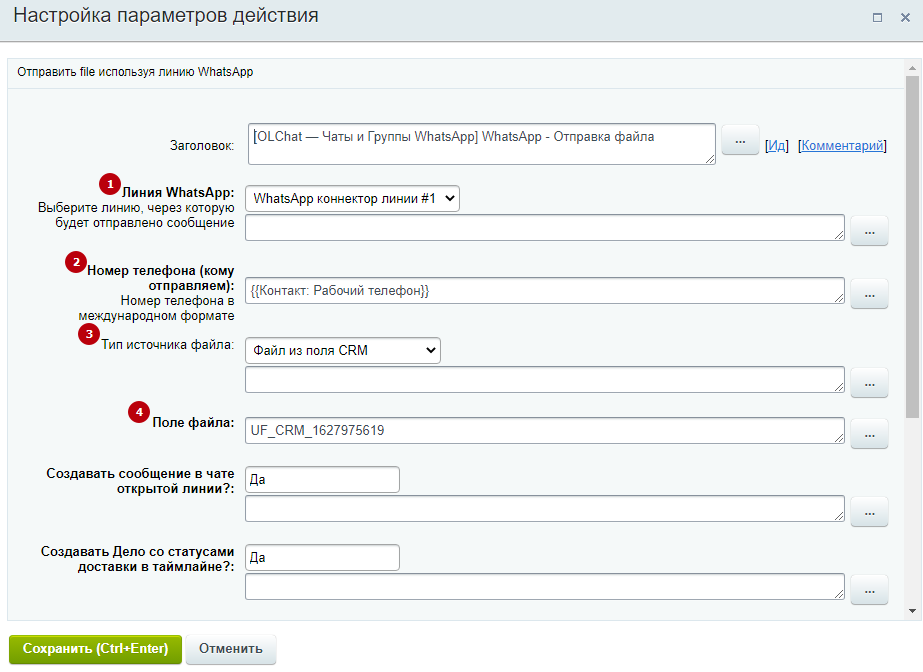 Настройка параметров действия
Отправить file используя линию WhatsApp
Заголовок: [OLChat — Чаты и Группы WhatsApp] WhatsApp - Отправка файла ... [Ид] [Комментарий]
1 Линия WhatsApp: WhatsApp коннектор линии #1
Выберите линию, через которую
будет отправлено сообщение ...
2 Номер телефона (кому
отправляем): {{Контакт: Рабочий телефон}} ...
Номер телефона в
международном формате
3 Тип источника файла: Файл из поля CRM
...
4 Поле файла: UF_CRM_1627975619 ...
Создавать сообщение в чате
открытой линии?: Да
...
Создавать Дело со статусами
доставки в таймлайне?: Да
...
Сохранить (Ctrl+Enter) Отменить